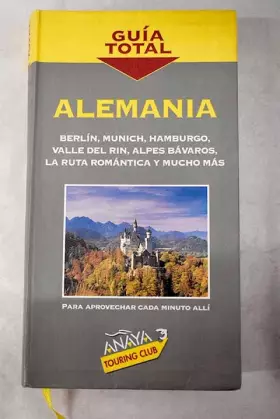 GUÍA
TOTAL
ALEMANIA
BERLÍN, MUNICH, HAMBURGO,
VALLE DEL RIN, ALPES BÁVAROS,
LA RUTA ROMÁNTICA Y MUCHO MÁS
PARA APROVECHAR CADA MINUTO ALLÍ
ANAYA
TOURING CLUB